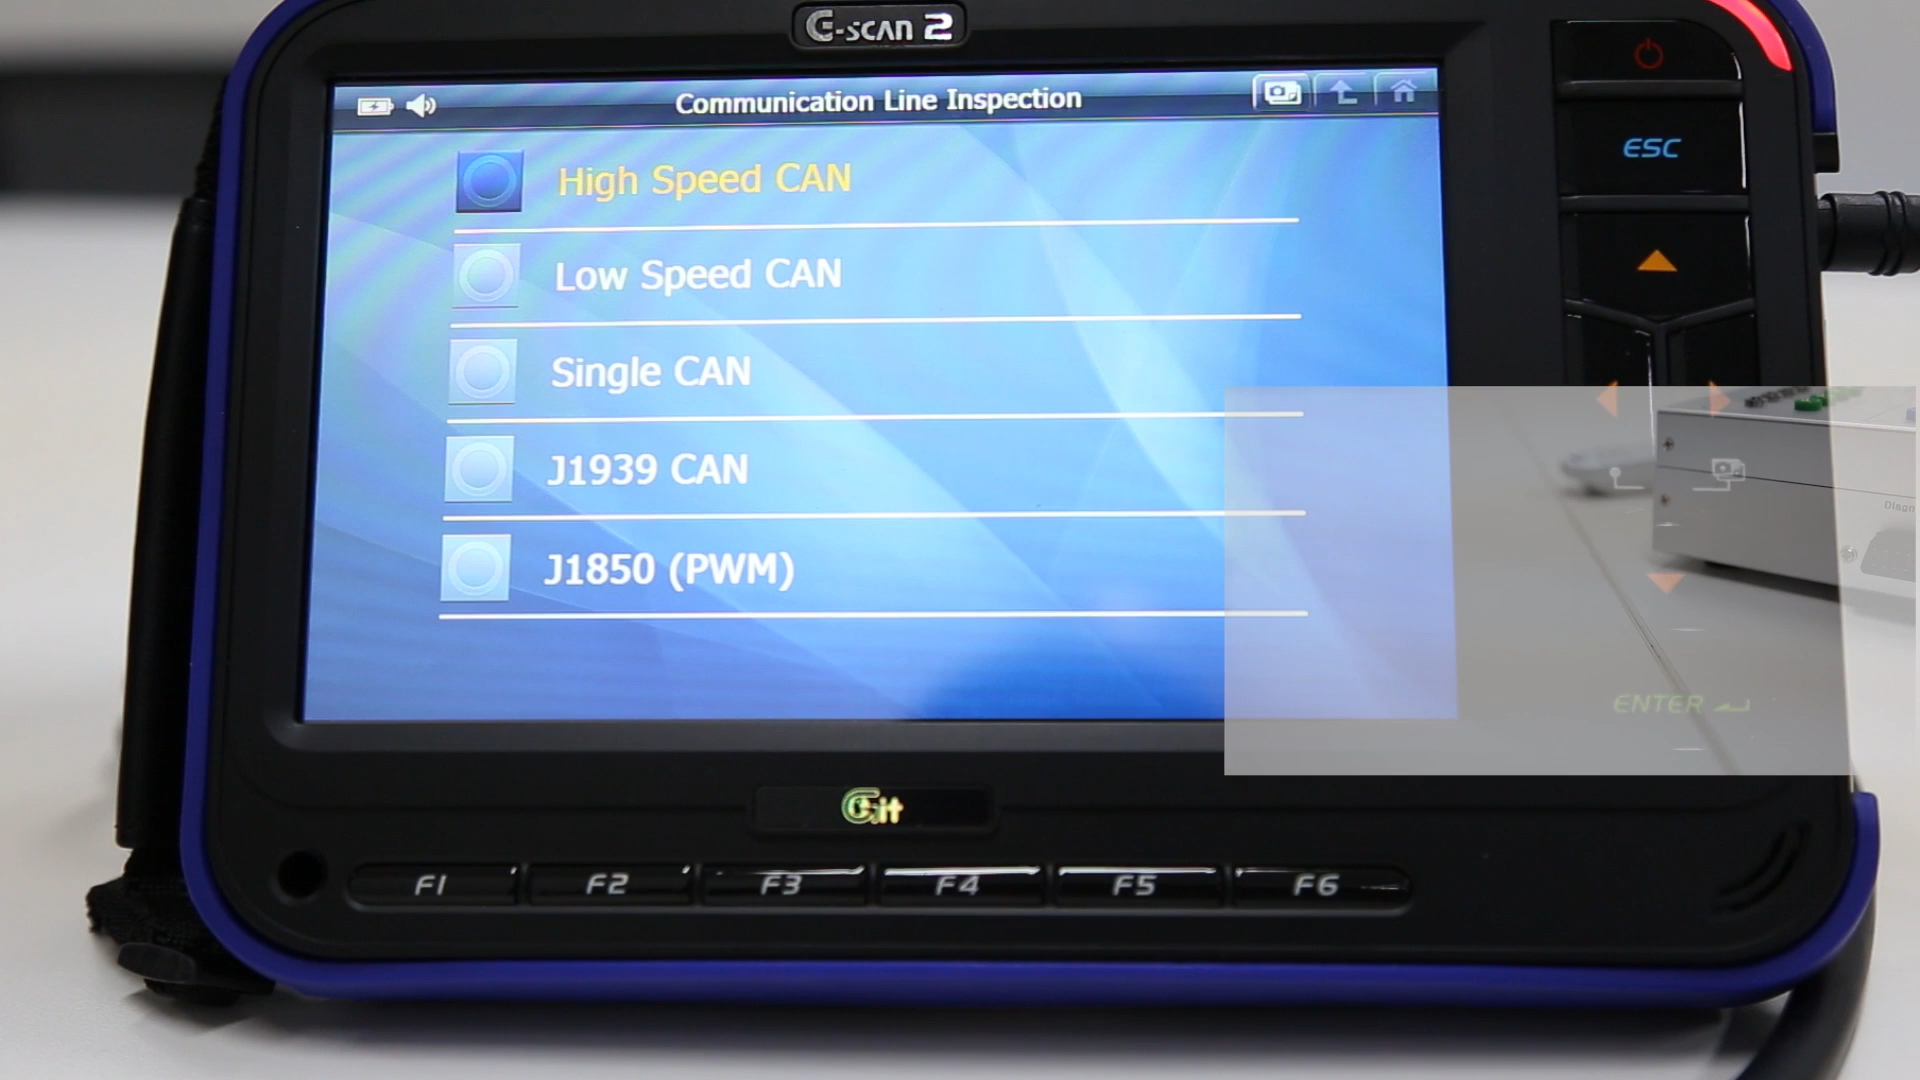 G-SCAN 2
Communication Line Inspection
High Speed CAN
Low Speed CAN
Single CAN
J1939 CAN
J1850 (PWM)
ESC
ENTER
Git
F1 F2 F3 F4 F5 F6